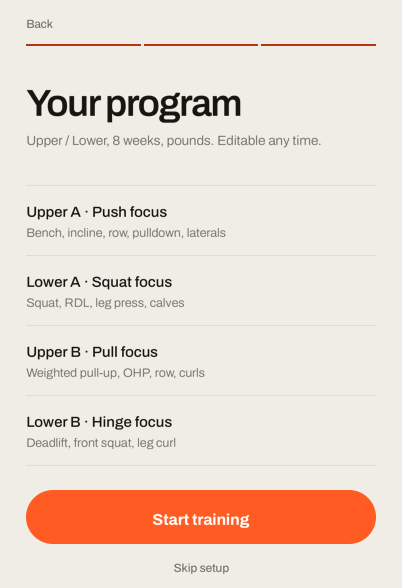 Back
Your program
Upper / Lower, 8 weeks, pounds. Editable any time.
Upper A · Push focus
Bench, incline, row, pulldown, laterals
Lower A · Squat focus
Squat, RDL, leg press, calves
Upper B · Pull focus
Weighted pull-up, OHP, row, curls
Lower B · Hinge focus
Deadlift, front squat, leg curl
Start training
Skip setup